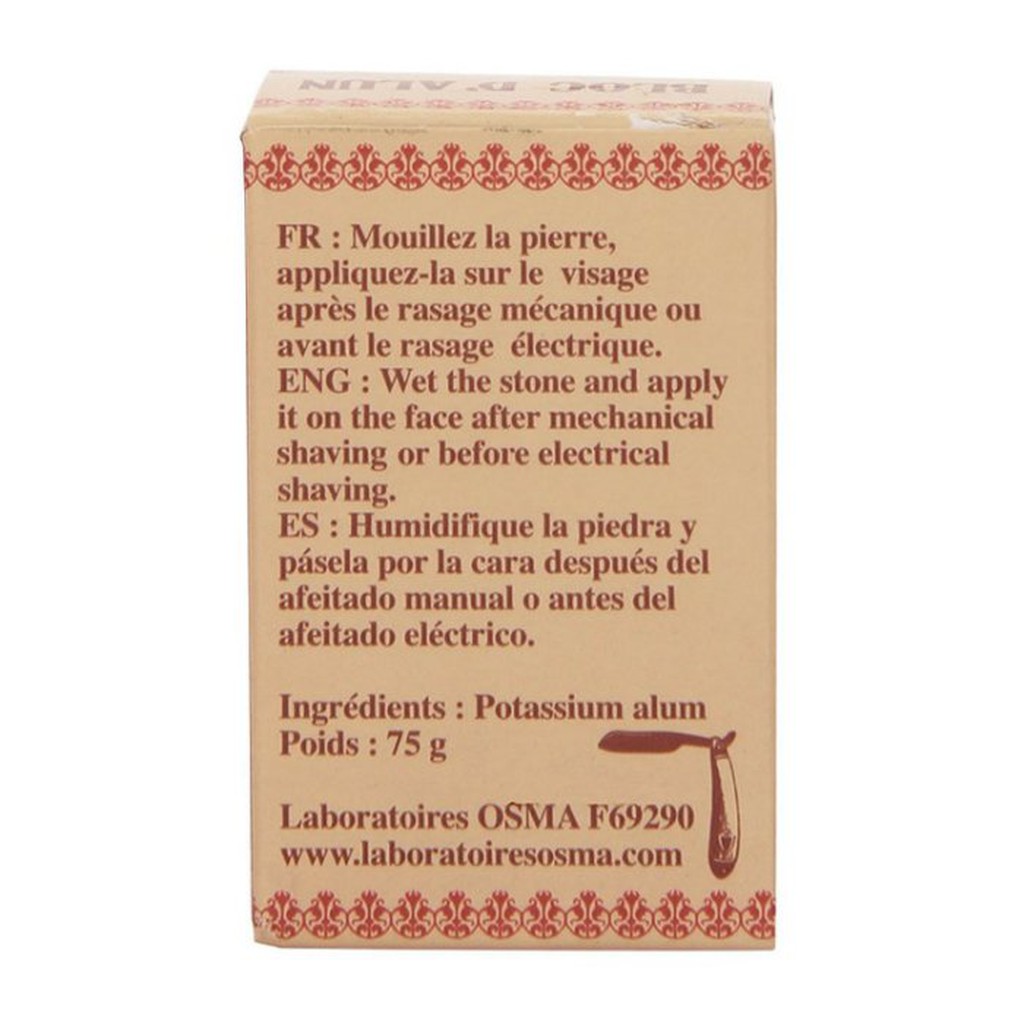 BLOC D'ALUN
FR : Mouillez la pierre,
appliquez-la sur le visage
après le rasage mécanique ou
avant le rasage électrique.
ENG : Wet the stone and apply
it on the face after mechanical
shaving or before electrical
shaving.
ES : Humidifique la piedra y
pásela por la cara después del
afeitado manual o antes del
afeitado eléctrico.
Ingrédients : Potassium alum
Poids : 75 g
Laboratoires OSMA F69290
www.laboratoiresosma.com